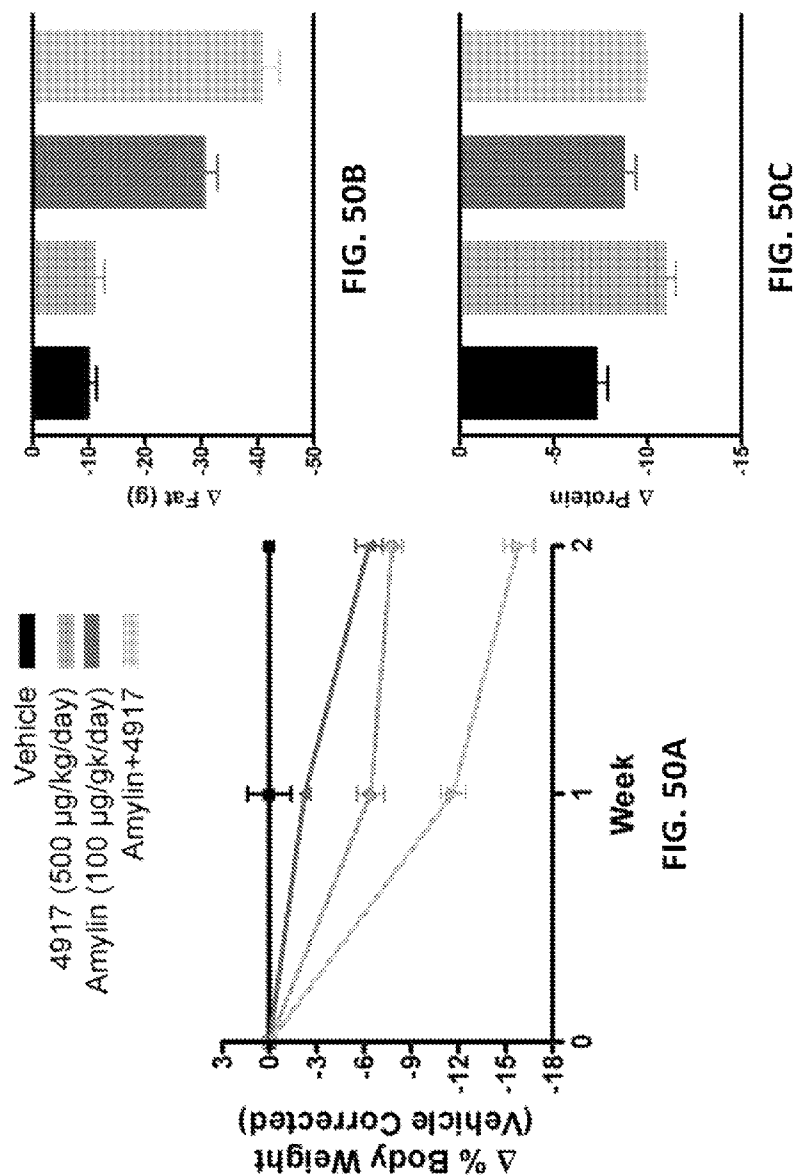 Vehicle
4917 (500 µg/kg/day)
Amylin (100 µg/gk/day)
Amylin+4917
Δ % Body Weight
(Vehicle Corrected)
3
0
-3
-6
-9
-12
-15
-18
0
1
2
Week
FIG. 50A
Δ Fat (g)
0
-10
-20
-30
-40
-50
FIG. 50B
Δ Protein
0
-5
-10
-15
FIG. 50C